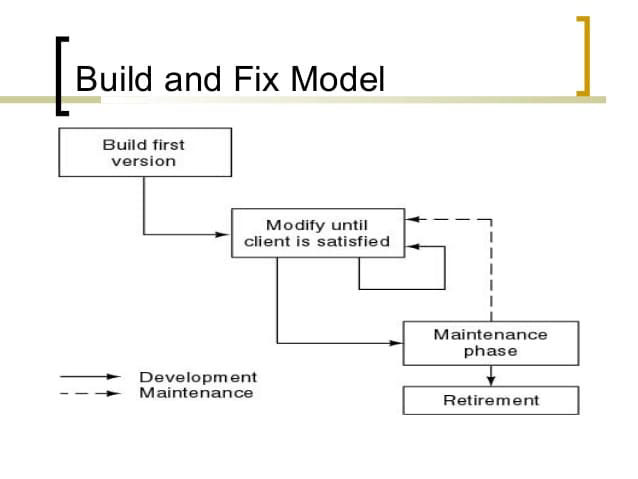 Build and Fix Model
Build first
version
Modify until
client is satisfied
Maintenance
phase
Development
Maintenance
Retirement